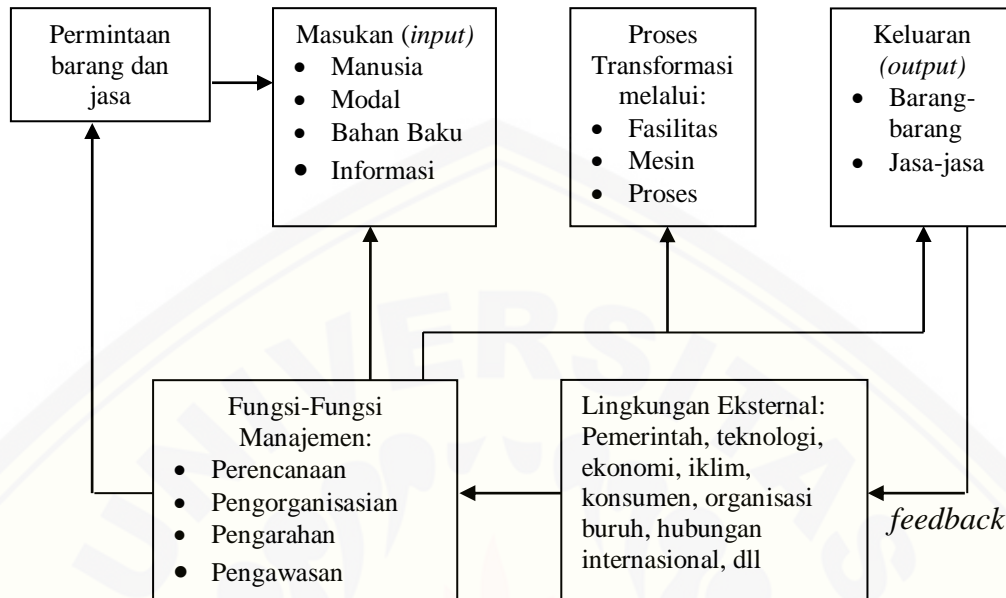 Permintaan
barang dan
jasa
Masukan (input)
• Manusia
• Modal
• Bahan Baku
• Informasi
Proses
Transformasi
melalui:
• Fasilitas
• Mesin
• Proses
Keluaran
(output)
• Barang-
barang
• Jasa-jasa
Fungsi-Fungsi
Manajemen:
• Perencanaan
• Pengorganisasian
• Pengarahan
• Pengawasan
Lingkungan Eksternal:
Pemerintah, teknologi,
ekonomi, iklim,
konsumen, organisasi
buruh, hubungan
internasional, dll
feedback
UNIVERSITAS